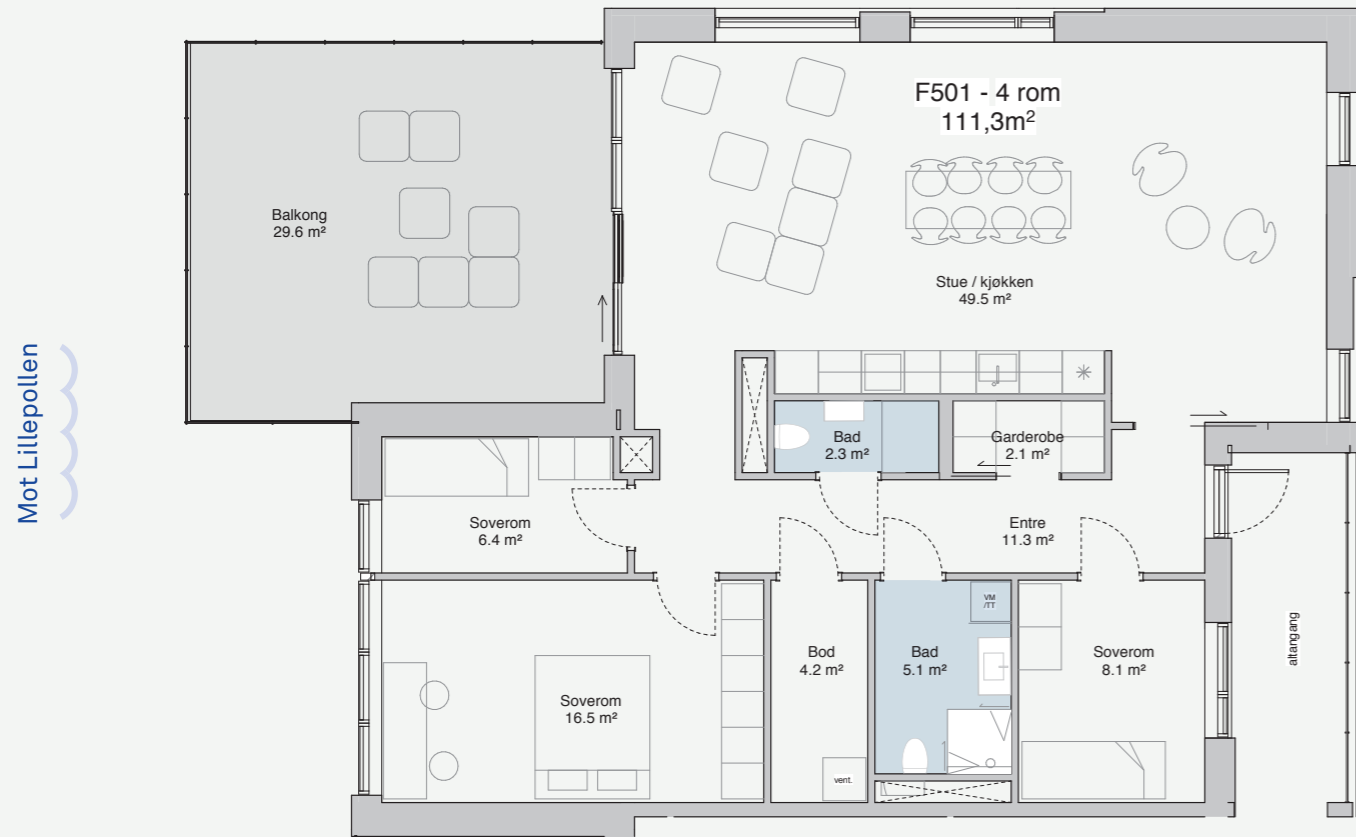 F501 - 4 rom
111,3m²
Balkong
29.6 m²
Stue / kjøkken
49.5 m²
Mot Lillepollen
Bad
2.3 m²
Garderobe
2.1 m²
Soverom
6.4 m²
Entre
11.3 m²
VM
/TT
Soverom
16.5 m²
Bod
4.2 m²
Bad
5.1 m²
Soverom
8.1 m²
altangang
vent.